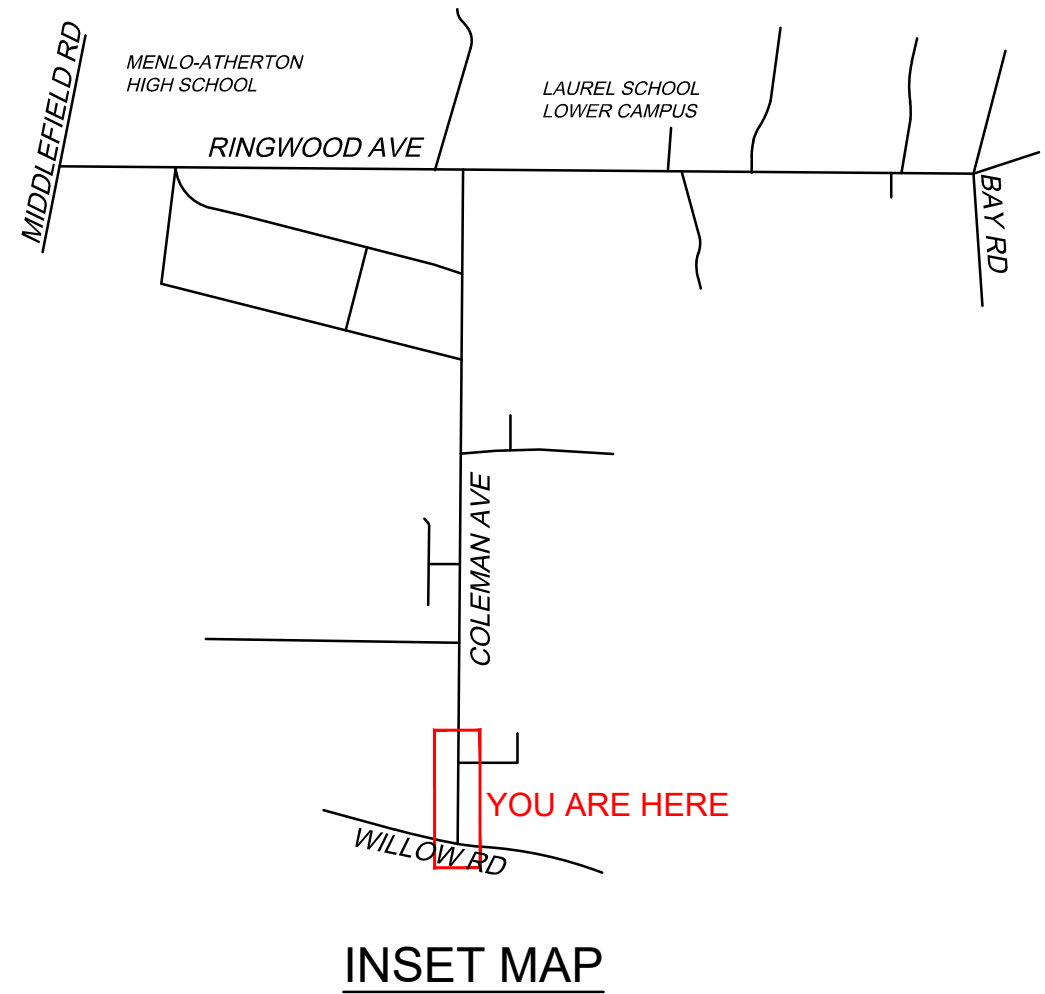 MIDDLEFIELD RD
MENLO-ATHERTON
HIGH SCHOOL
LAUREL SCHOOL
LOWER CAMPUS
RINGWOOD AVE
BAY RD
COLEMAN AVE
YOU ARE HERE
WILLOW RD
INSET MAP